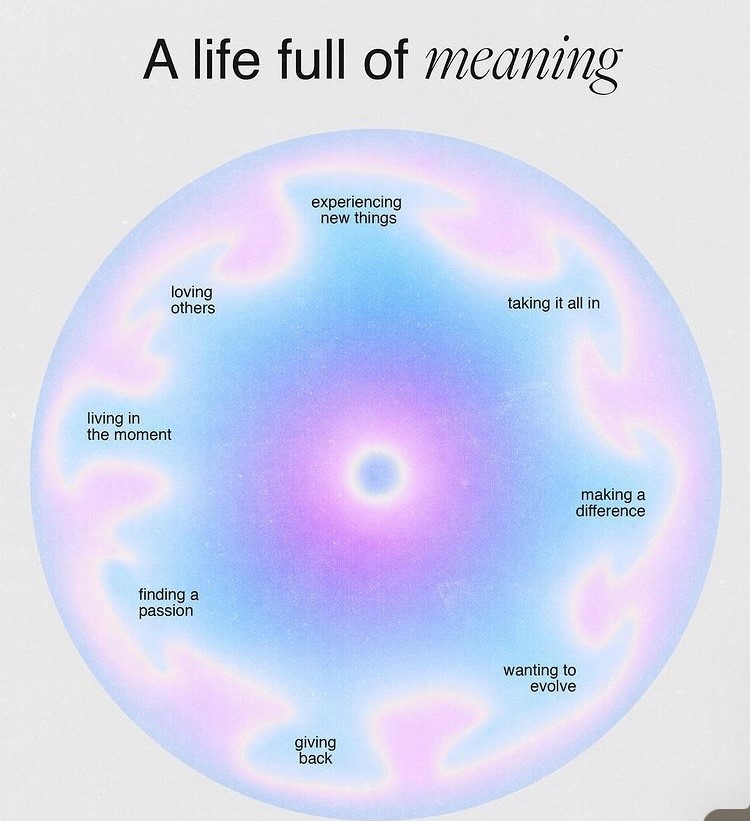 A life full of meaning
experiencing
new things
loving
others
taking it all in
living in
the moment
making a
difference
finding a
passion
wanting to
evolve
giving
back